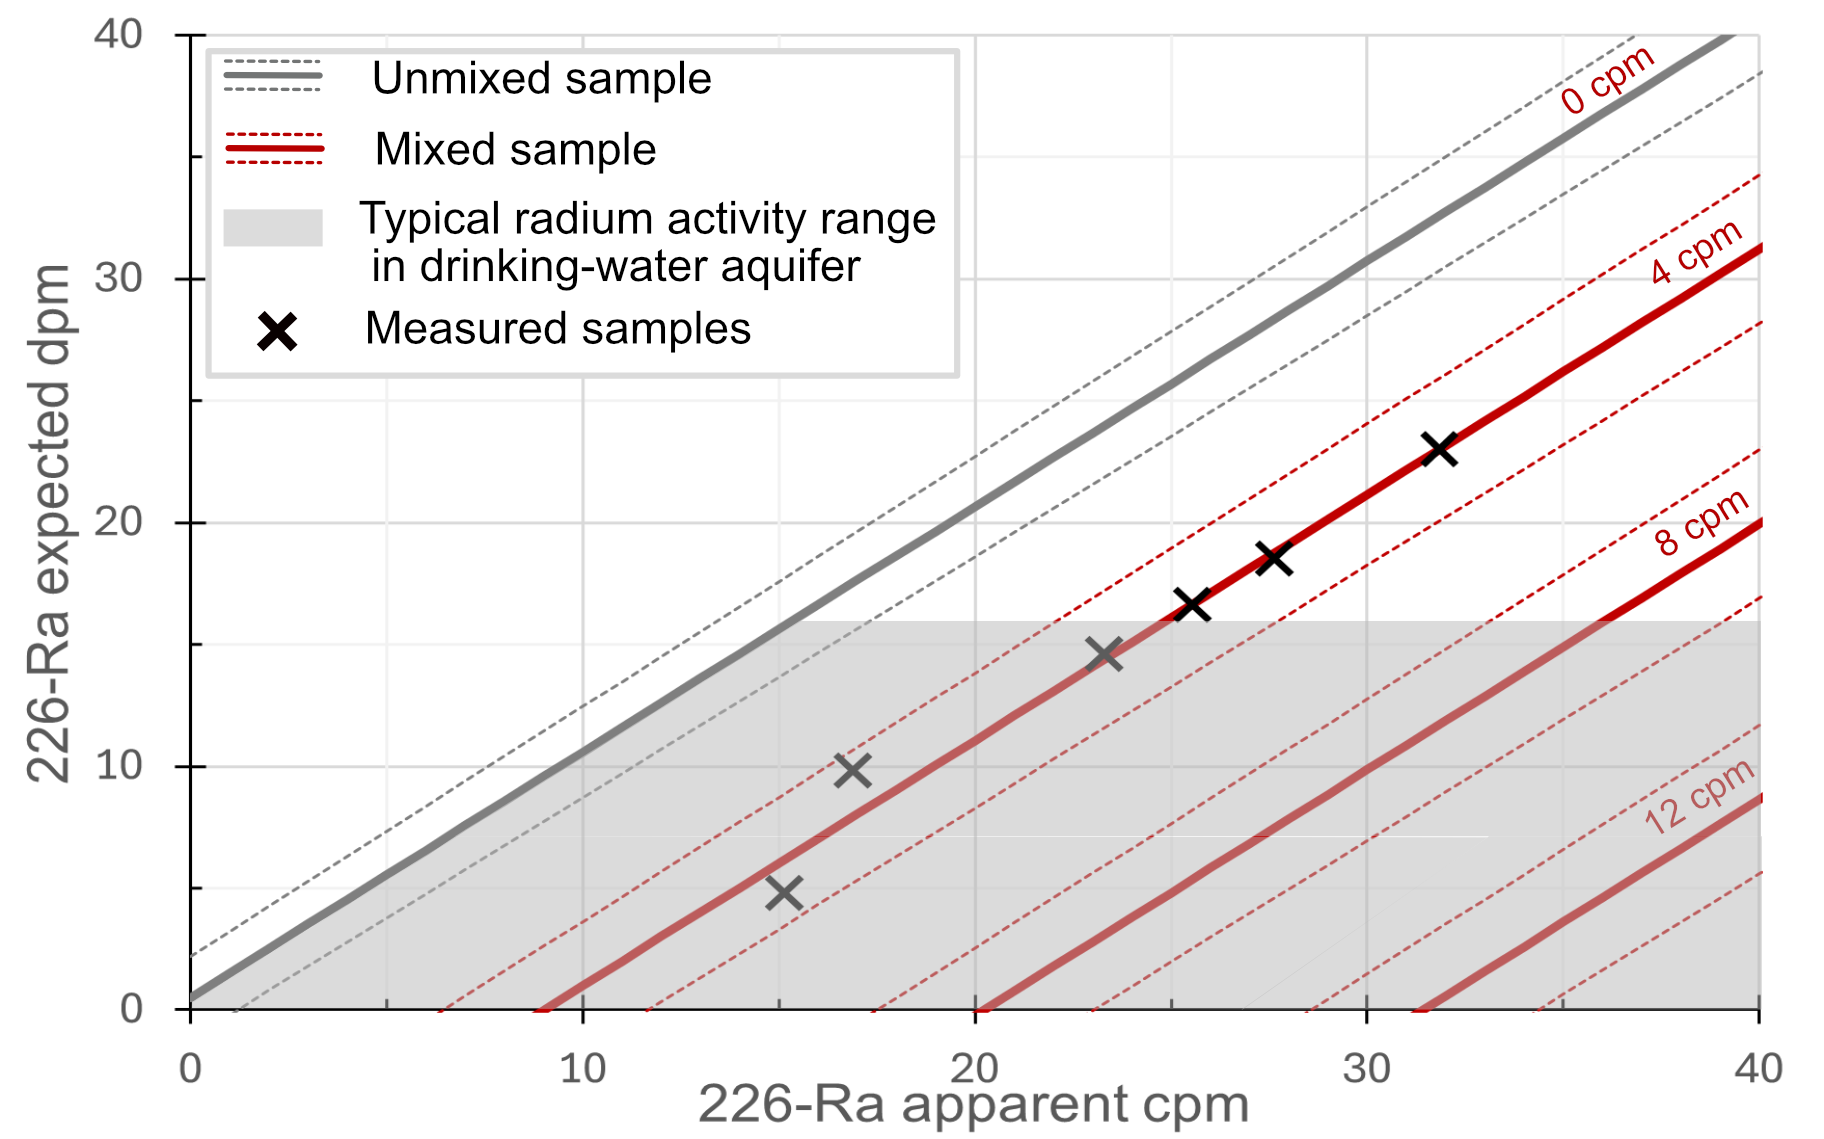 40
30
20
10
0
226-Ra expected dpm
Unmixed sample
Mixed sample
Typical radium activity range
in drinking-water aquifer
Measured samples
0 cpm
4 cpm
8 cpm
12 cpm
0
10
20
30
40
226-Ra apparent cpm